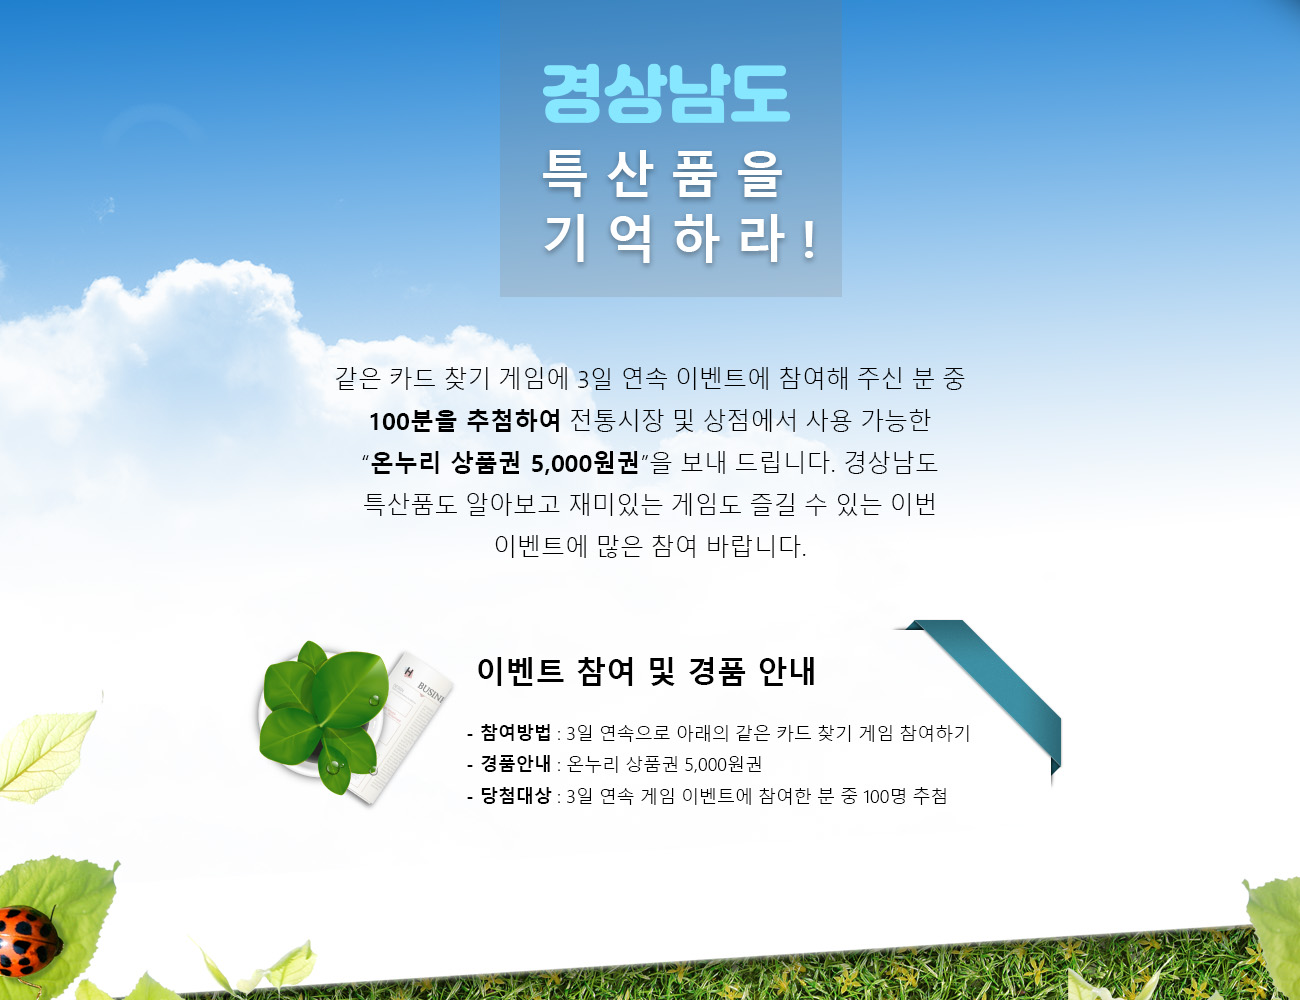 경상남도
특산품을
기억하라!
같은 카드 찾기 게임에 3일 연속 이벤트에 참여해 주신 분 중
100분을 추첨하여 전통시장 및 상점에서 사용 가능한
“온누리 상품권 5,000원권”을 보내 드립니다. 경상남도
특산품도 알아보고 재미있는 게임도 즐길 수 있는 이번
이벤트에 많은 참여 바랍니다.
H
BUSINE
이벤트 참여 및 경품 안내
- 참여방법 : 3일 연속으로 아래의 같은 카드 찾기 게임 참여하기
- 경품안내 : 온누리 상품권 5,000원권
- 당첨대상 : 3일 연속 게임 이벤트에 참여한 분 중 100명 추첨